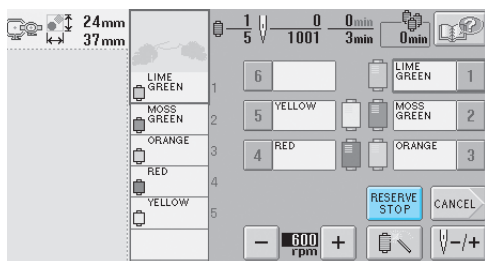 24mm
37mm
1
5
0
1001
0min
3min
0min
LIME
GREEN
1
MOSS
GREEN
2
ORANGE
3
RED
4
YELLOW
5
6
LIME
GREEN
1
5
YELLOW
MOSS
GREEN
2
4
RED
ORANGE
3
RESERVE
STOP
CANCEL
−
600
rpm
+
−/+